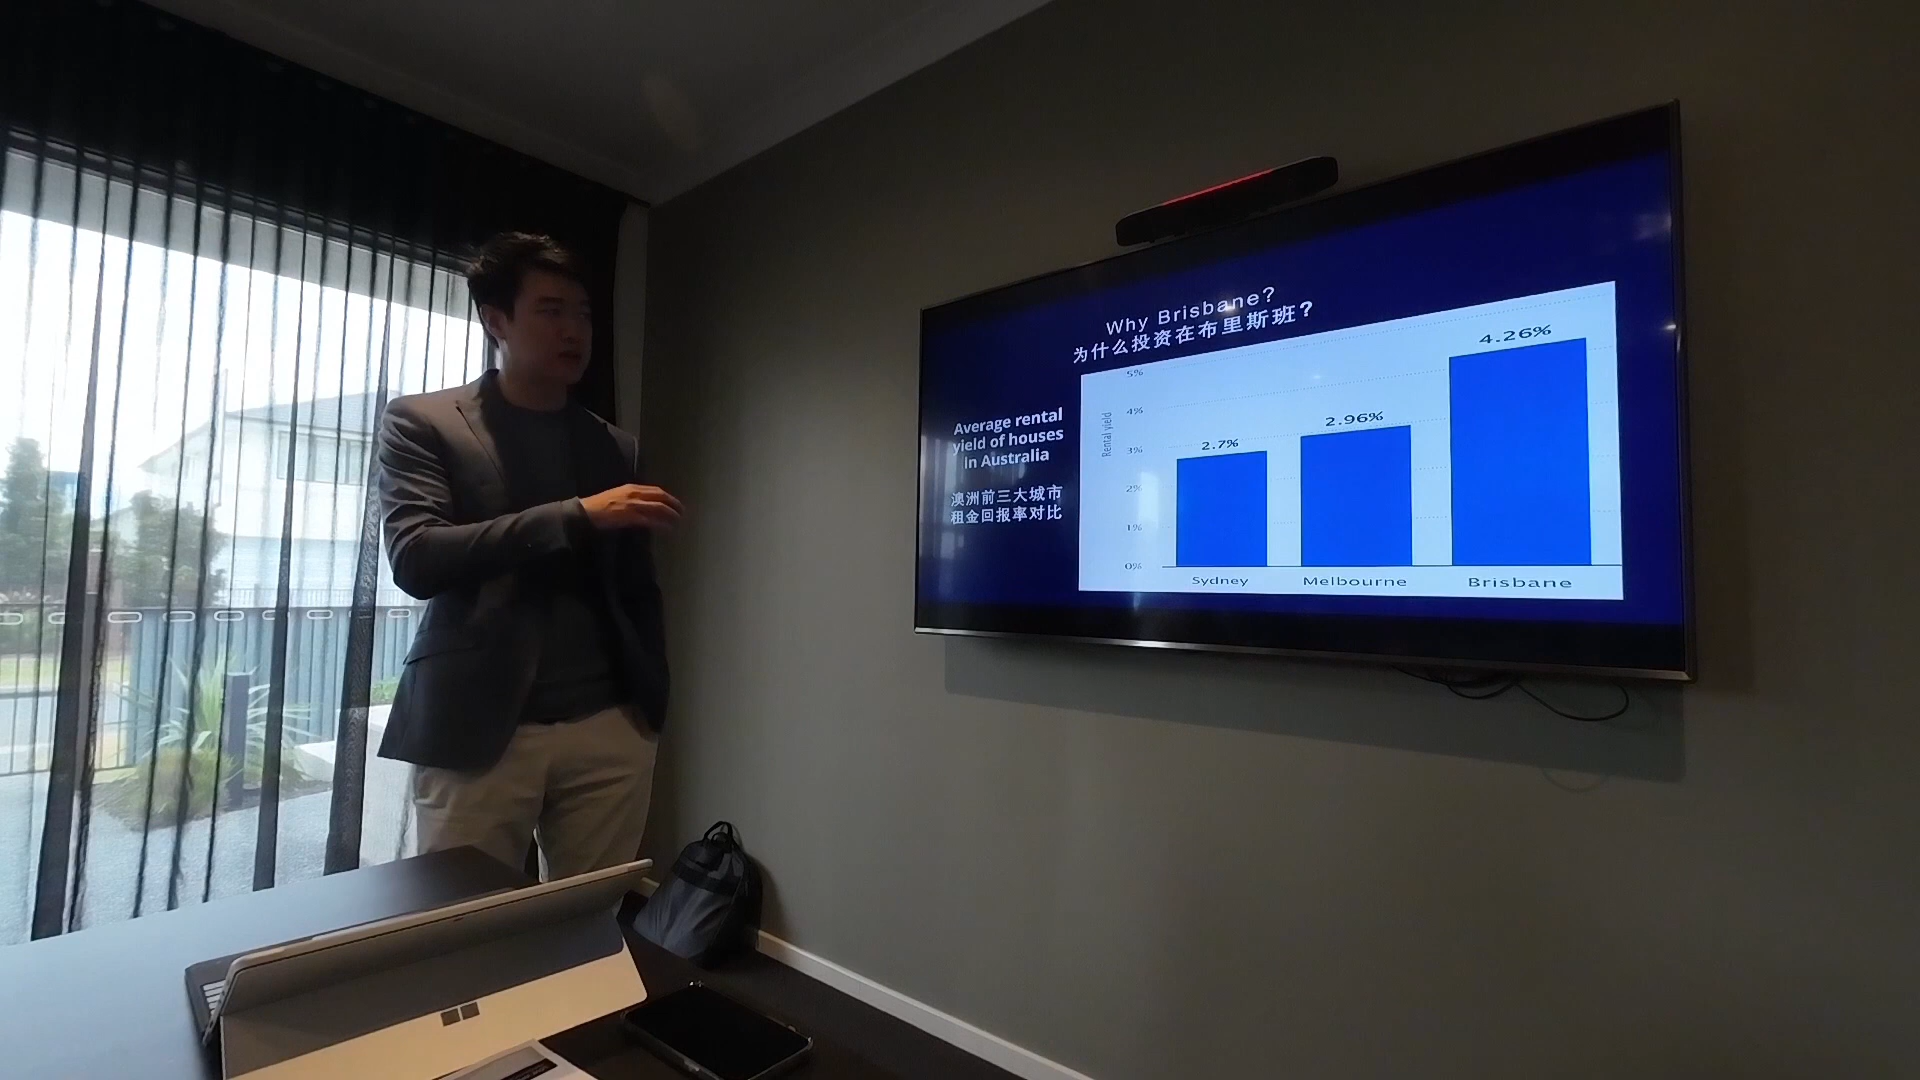 Why Brisbane?
为什么投资在布里斯班？
Average rental
yield of houses
in Australia
澳洲前三大城市
租金回报率对比
Rental yield
5%
4%
3%
2%
1%
0%
2.7%
2.96%
4.26%
Sydney
Melbourne
Brisbane